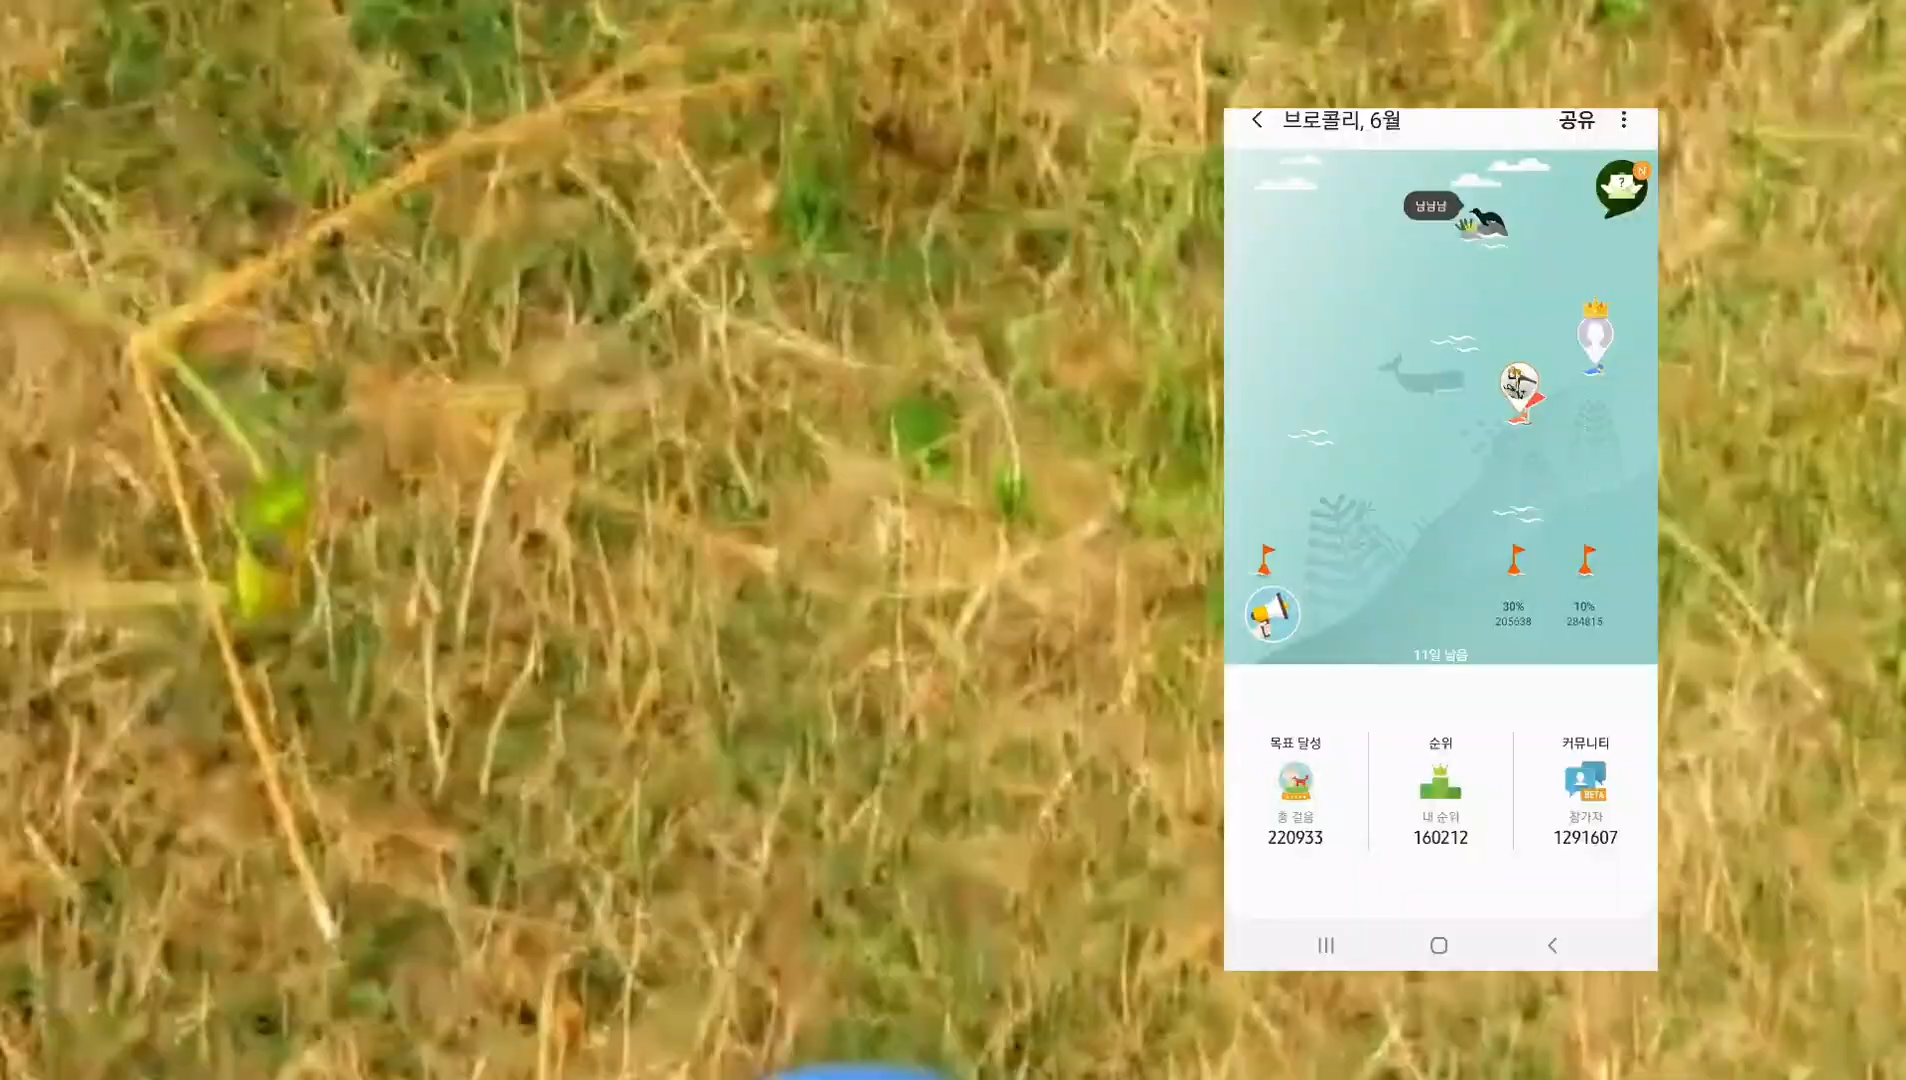 브로콜리, 6월
공유
N
?
냠냠냠
30%
205638
10%
284815
11일 남음
목표 달성
순위
커뮤니티
BETA
총 걸음
내 순위
참가자
220933
160212
1291607